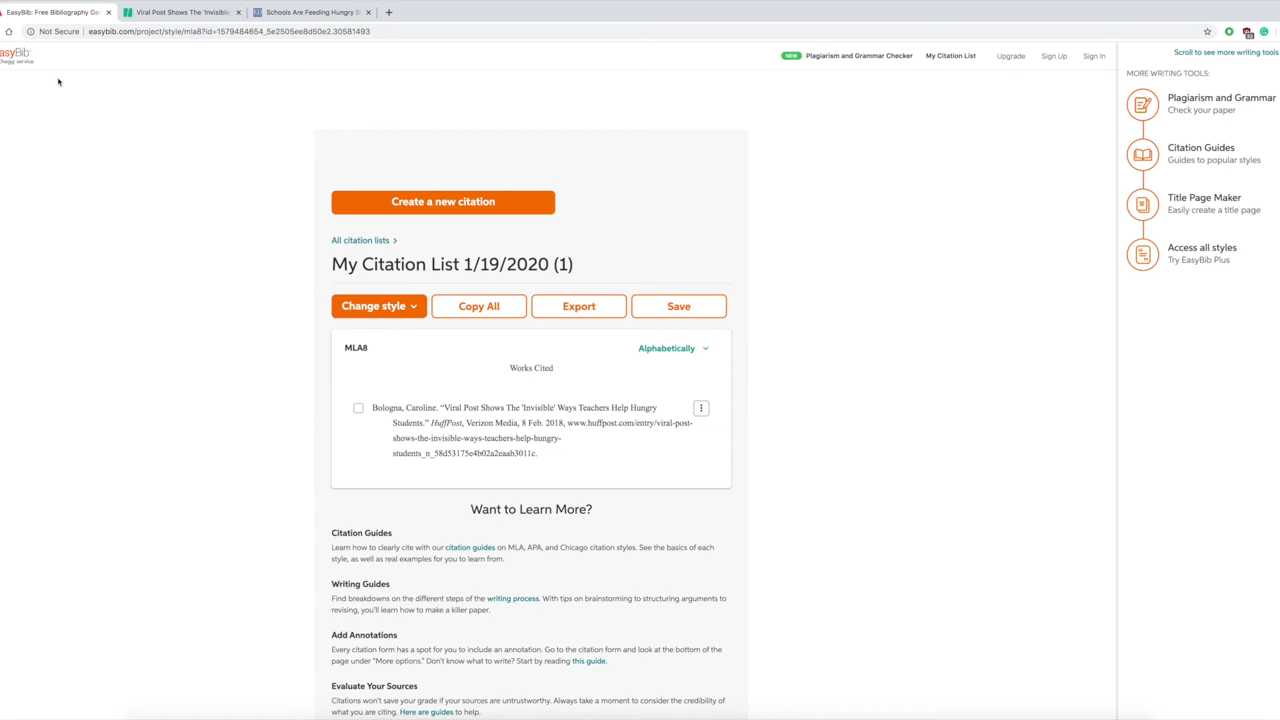 EasyBib: Free Bibliography Ge
Viral Post Shows The 'Invisible'
Schools Are Feeding Hungry S
Not Secure
easybib.com/project/style/mla8?id=1579484654_5e2505ee8d50e2.30581493
asyBib
Chegg service
NEW
Plagiarism and Grammar Checker
My Citation List
Upgrade
Sign Up
Sign In
Scroll to see more writing tools
MORE WRITING TOOLS:
Plagiarism and Grammar
Check your paper
Citation Guides
Guides to popular styles
Title Page Maker
Easily create a title page
Access all styles
Try EasyBib Plus
Create a new citation
All citation lists
My Citation List 1/19/2020 (1)
Change style
Copy All
Export
Save
MLA8
Alphabetically
Works Cited
Bologna, Caroline. “Viral Post Shows The 'Invisible' Ways Teachers Help Hungry
Students.” HuffPost, Verizon Media, 8 Feb. 2018, www.huffpost.com/entry/viral-post-
shows-the-invisible-ways-teachers-help-hungry-
students_n_58d53175e4b02a2eaab3011c.
Want to Learn More?
Citation Guides
Learn how to clearly cite with our citation guides on MLA, APA, and Chicago citation styles. See the basics of each
style, as well as real examples for you to learn from.
Writing Guides
Find breakdowns on the different steps of the writing process. With tips on brainstorming to structuring arguments to
revising, you'll learn how to make a killer paper.
Add Annotations
Every citation form has a spot for you to include an annotation. Go to the citation form and look at the bottom of the
page under “More options.” Don't know what to write? Start by reading this guide.
Evaluate Your Sources
Citations won't save your grade if your sources are untrustworthy. Always take a moment to consider the credibility of
what you are citing. Here are guides to help.